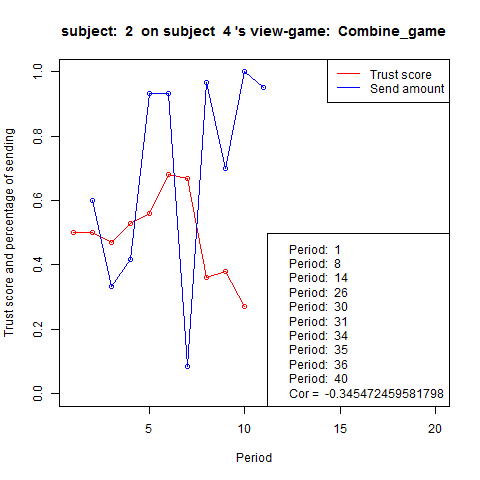 subject:  2  on subject  4 's view-game:  Combine_game
Trust score
Send amount
Trust score and percentage of sending
0.0 0.2 0.4 0.6 0.8 1.0
Period:  1
Period:  8
Period:  14
Period:  26
Period:  30
Period:  31
Period:  34
Period:  35
Period:  36
Period:  40
Cor =  -0.345472459581798
5 10 15 20
Period